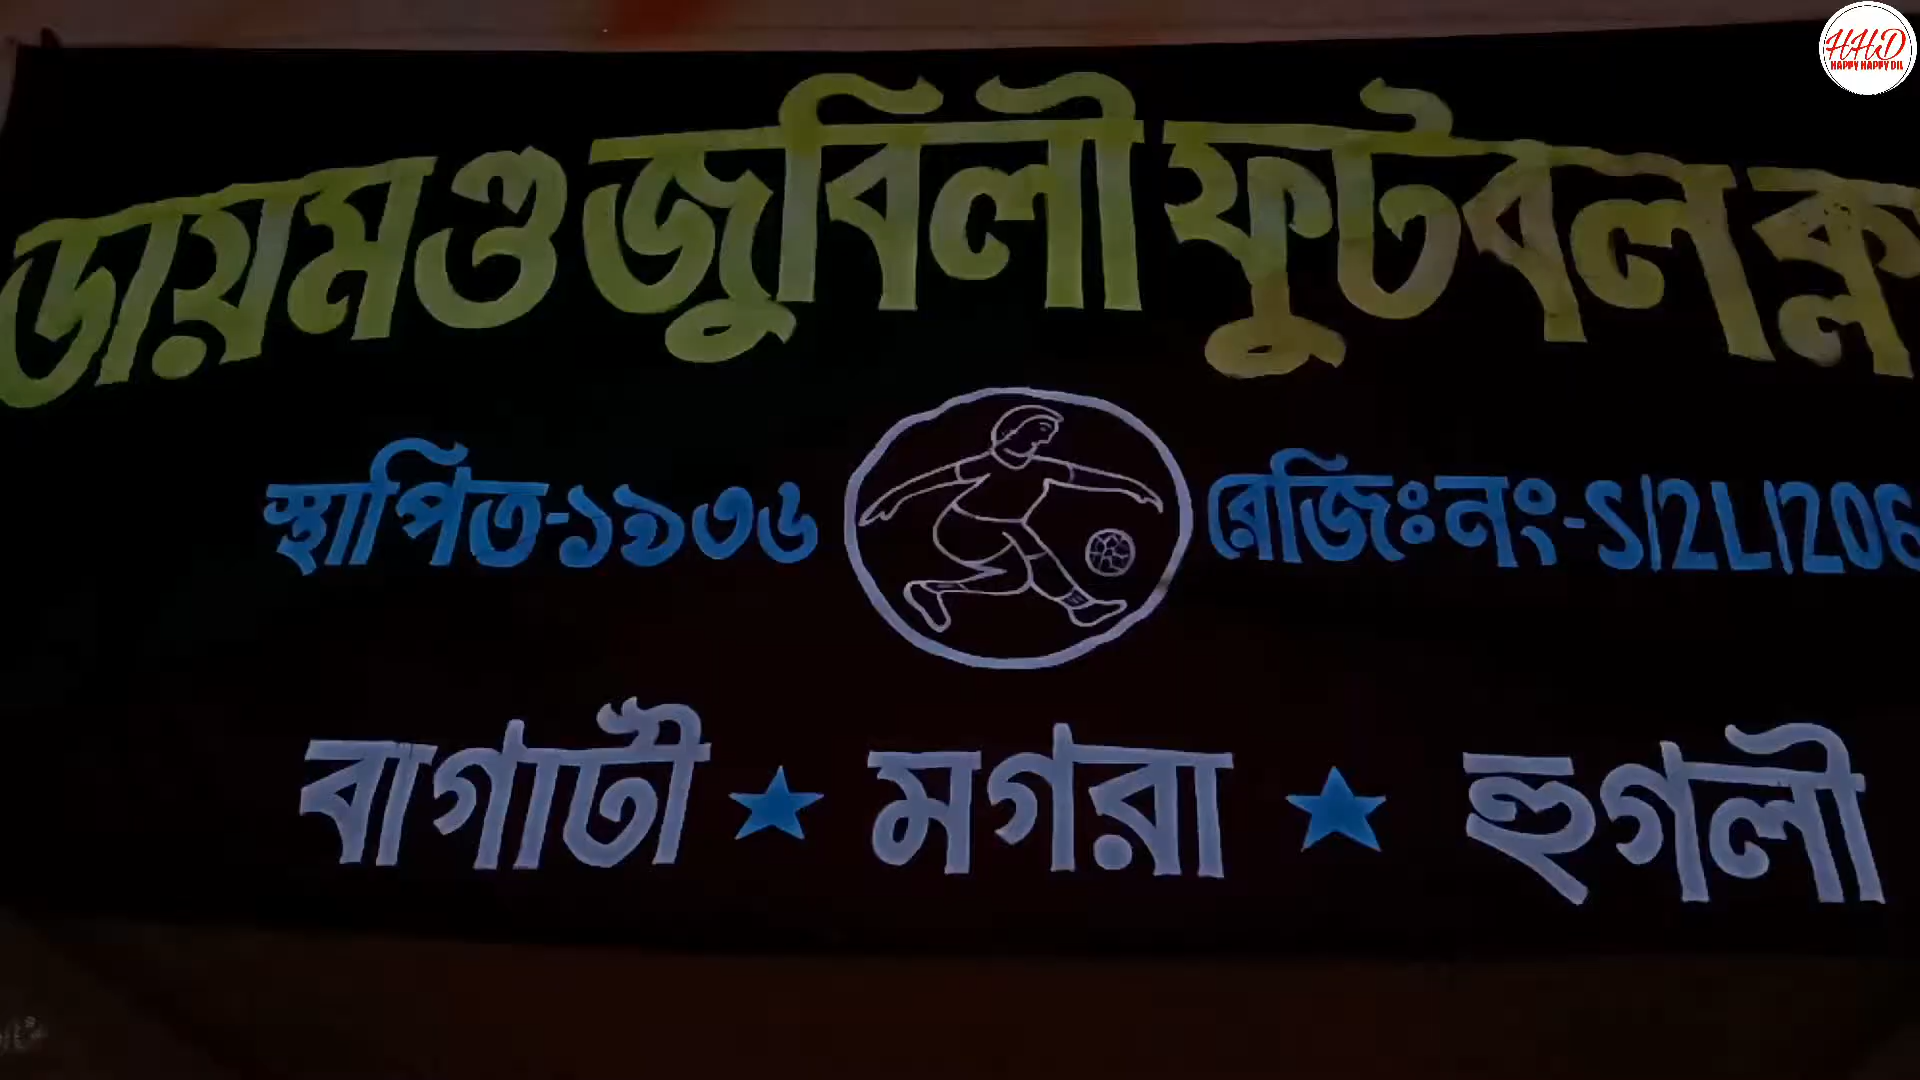 HHD
HAPPY HAPPY DIL
ডায়মণ্ড জুবিলী ফুটবল
স্থাপিত-১৯৩৬
রেজিঃ নং-S/2L/206
বাগাটী ★ মগরা ★ হুগলী